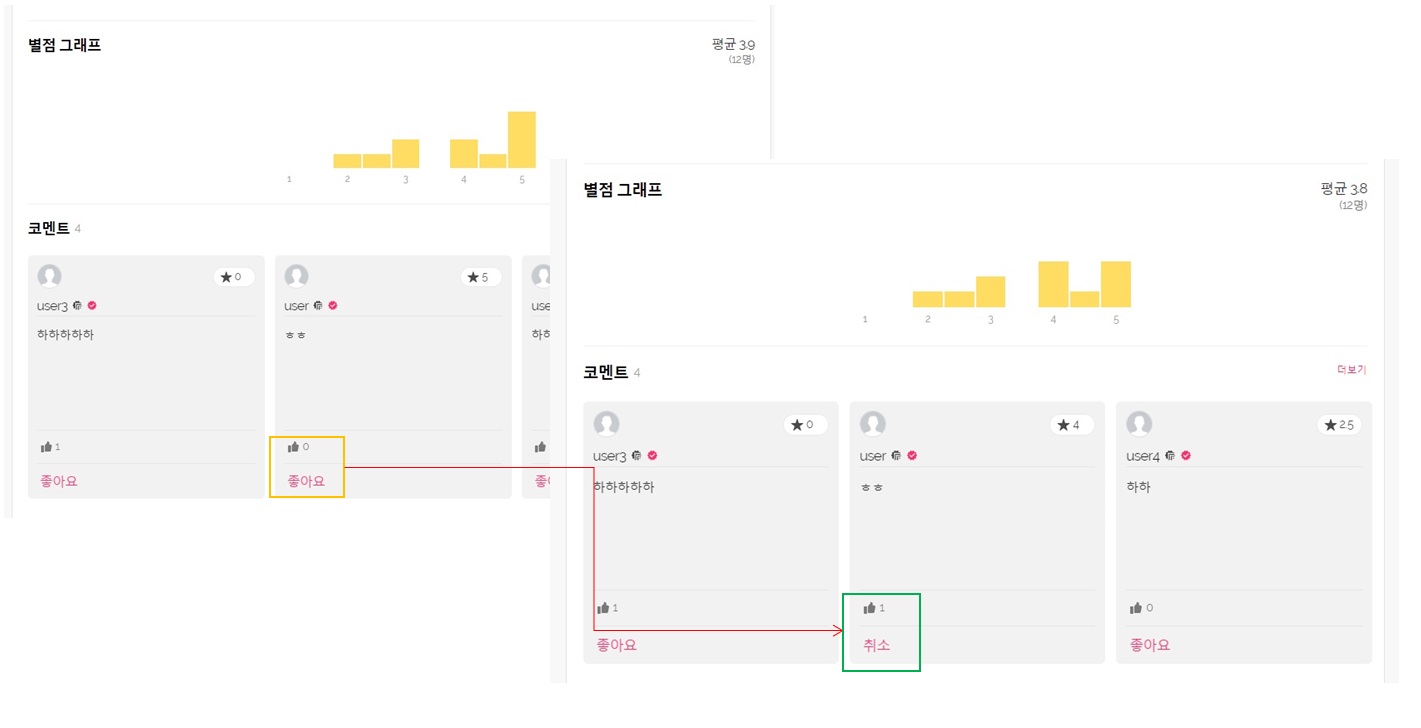 별점 그래프
평균 3.9
(12명)
1 2 3 4 5
코멘트 4
0
user3
하하하하하
1
좋아요
5
user
ㅎㅎ
0
좋아요
use
하하
좋
별점 그래프
평균 3.8
(12명)
1 2 3 4 5
코멘트 4
더보기
0
user3
하하하하하
1
좋아요
4
user
ㅎㅎ
1
취소
2.5
user4
하하
0
좋아요